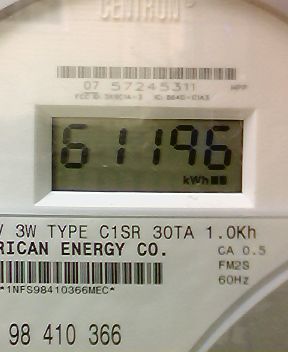 CENTRON®
07 57245311
61196
kWh
V 3W TYPE C1SR 30TA 1.0Kh
RICAN ENERGY CO.
CA 0.5
FM2S
60Hz
*1NFS98410366MEC*
98 410 366